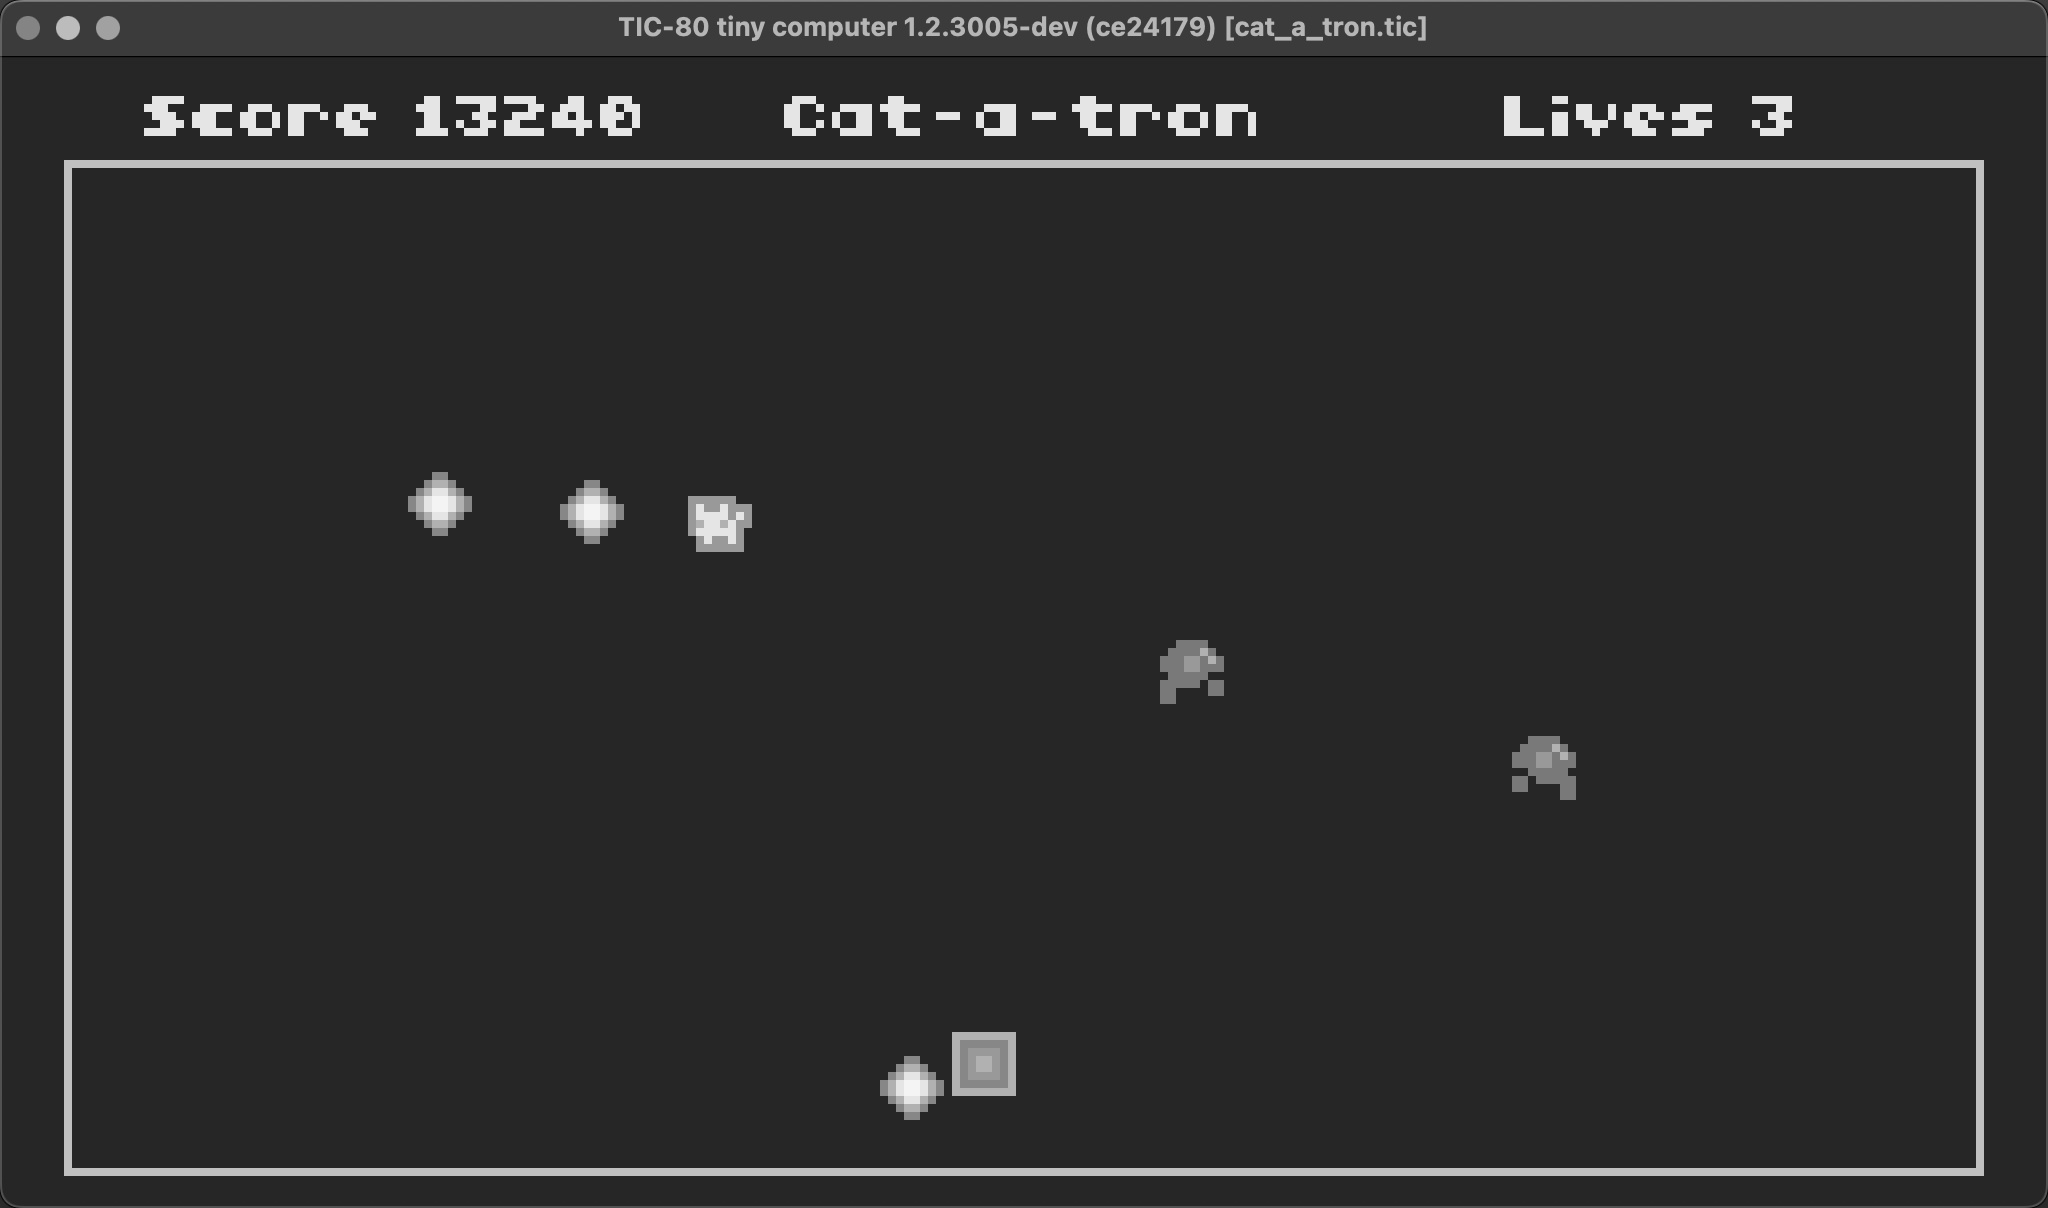 TIC-80 tiny computer 1.2.3005-dev (ce24179) [cat_a_tron.tic]
Score 13240 Cat-a-tron Lives 3